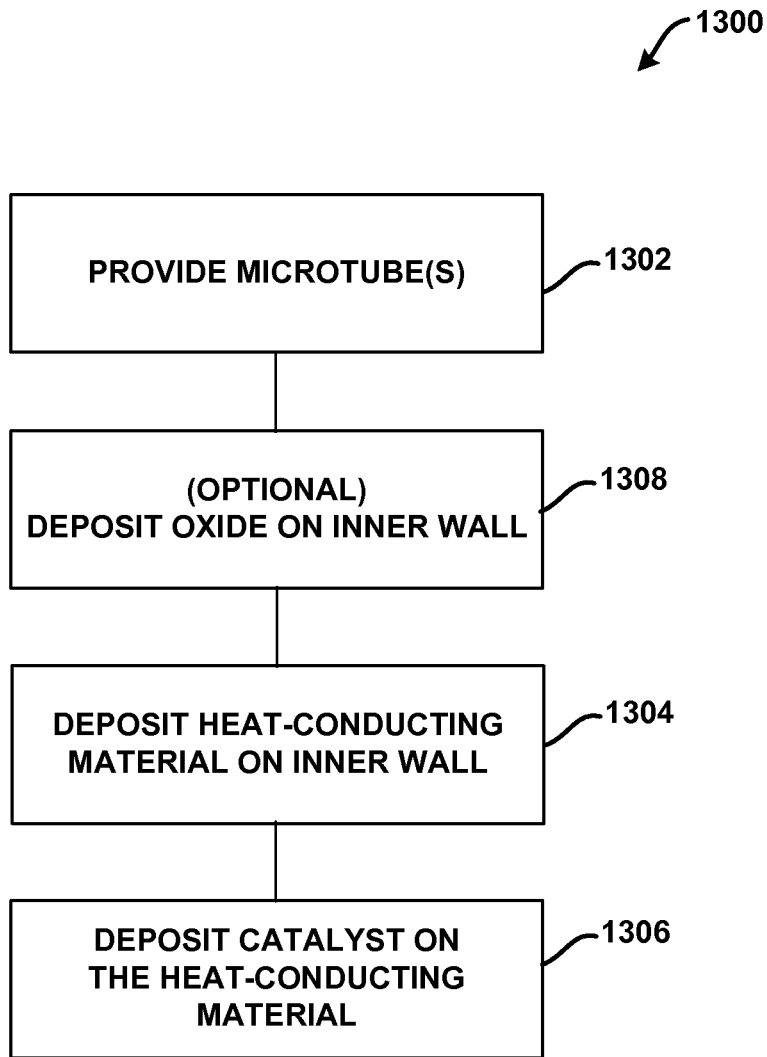 1300
PROVIDE MICROTUBE(S)
1302
(OPTIONAL)
DEPOSIT OXIDE ON INNER WALL
1308
DEPOSIT HEAT-CONDUCTING
MATERIAL ON INNER WALL
1304
DEPOSIT CATALYST ON
THE HEAT-CONDUCTING
MATERIAL
1306